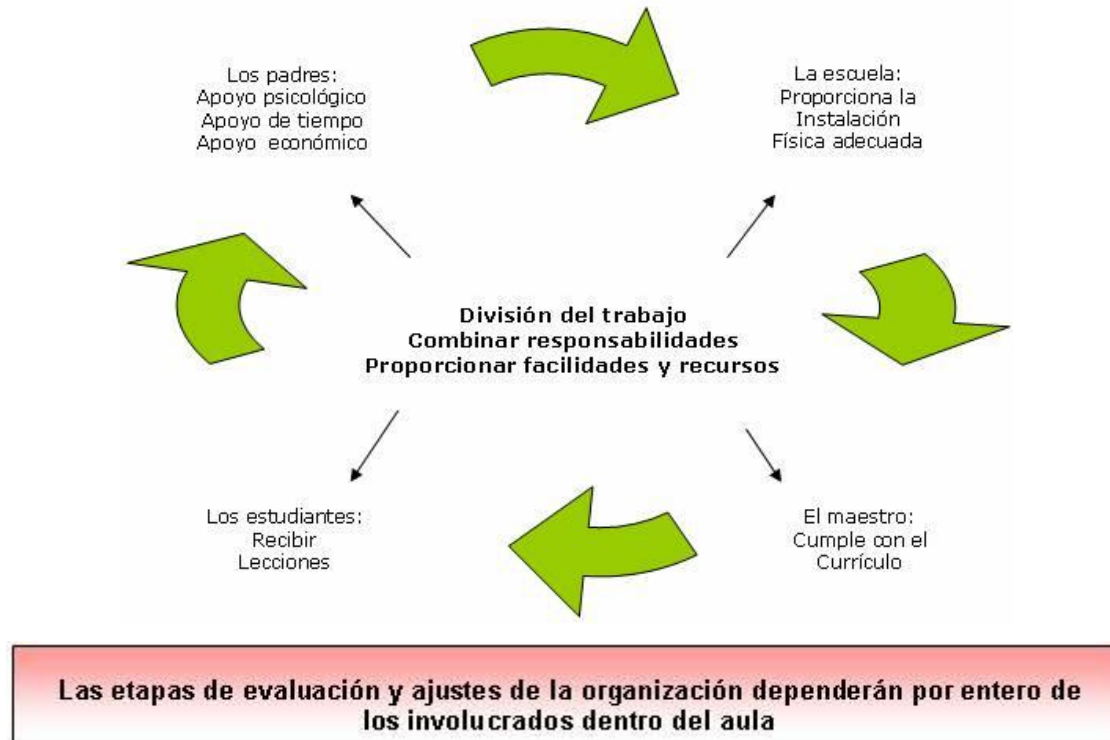 Los padres:
Apoyo psicológico
Apoyo de tiempo
Apoyo económico
La escuela:
Proporciona la
Instalación
Física adecuada
División del trabajo
Combinar responsabilidades
Proporcionar facilidades y recursos
Los estudiantes:
Recibir
Lecciones
El maestro:
Cumple con el
Currículo
Las etapas de evaluación y ajustes de la organización dependerán por entero de
los involucrados dentro del aula